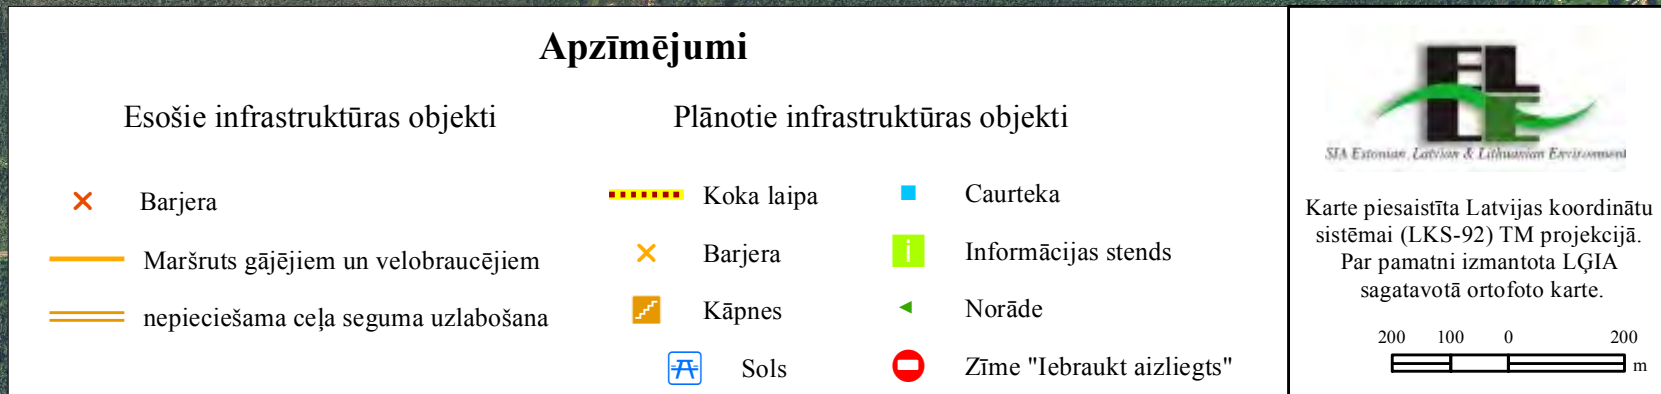 Apzīmējumi
Esošie infrastruktūras objekti
Barjera
Maršruts gājējiem un velobraucējiem
nepieciešama ceļa seguma uzlabošana
Plānotie infrastruktūras objekti
Koka laipa
Barjera
Kāpnes
Sols
Caurteka
i
Informācijas stends
Norāde
Zīme "Iebraukt aizliegts"
ELLE
SIA Estonian, Latvian & Lithuanian Environment
Karte piesaistīta Latvijas koordinātu
sistēmai (LKS-92) TM projekcijā.
Par pamatni izmantota LĢIA
sagatavotā ortofoto karte.
200 100 0 200
m